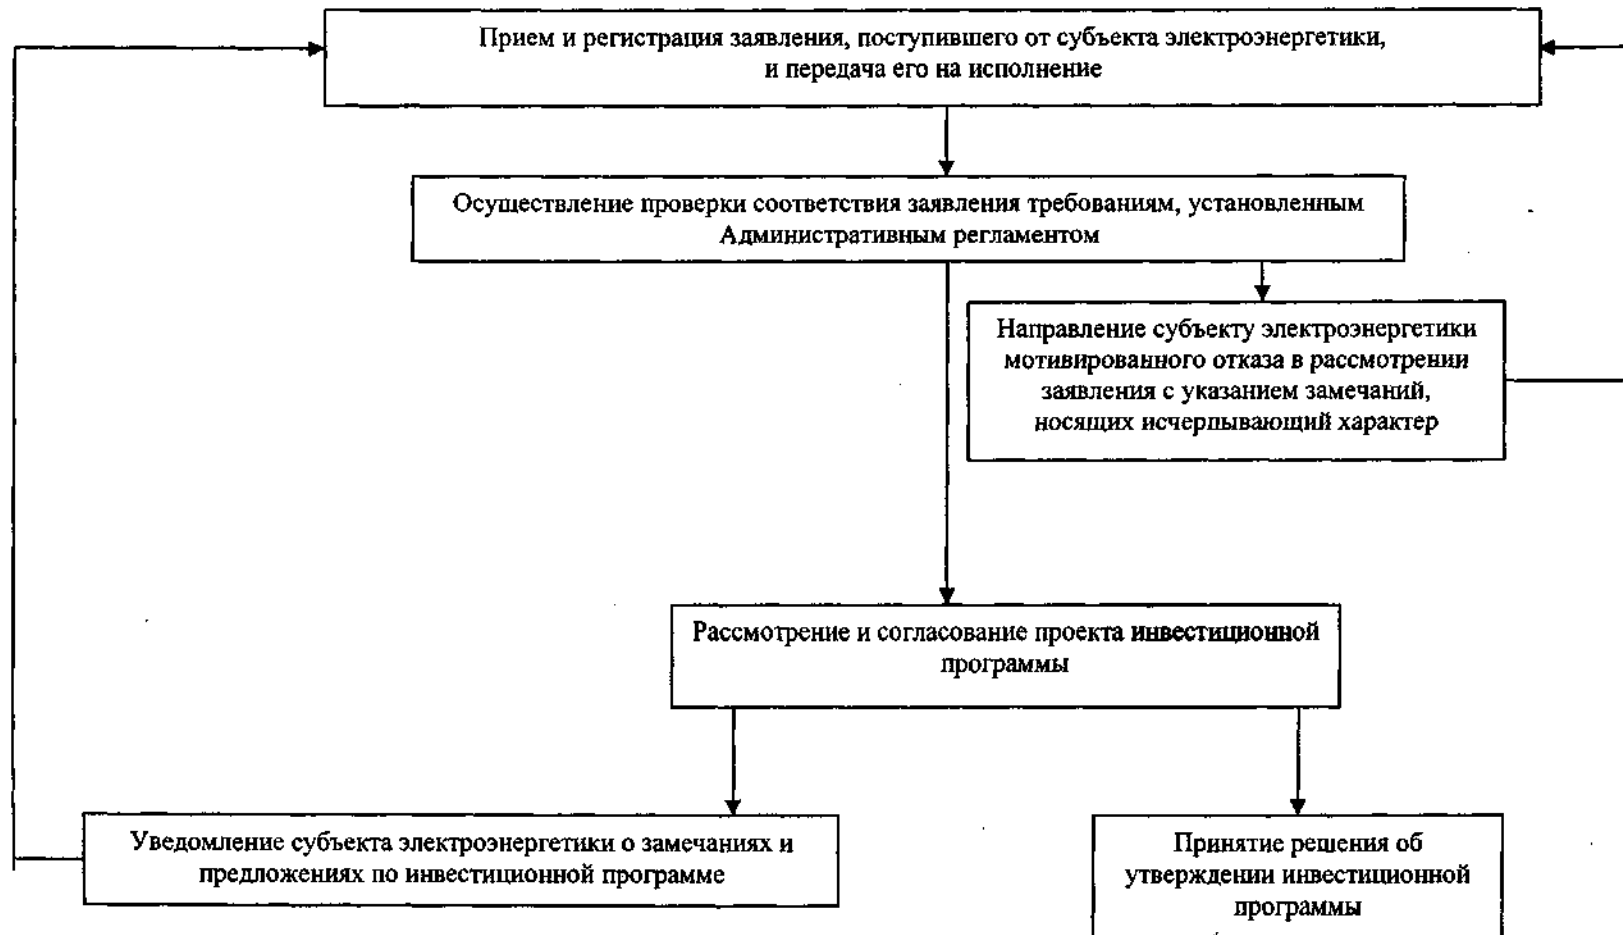 Прием и регистрация заявления, поступившего от субъекта электроэнергетики,
и передача его на исполнение
Осуществление проверки соответствия заявления требованиям, установленным
Административным регламентом
Направление субъекту электроэнергетики
мотивированного отказа в рассмотрении
заявления с указанием замечаний,
носящих исчерпывающий характер
Рассмотрение и согласование проекта инвестиционной
программы
Уведомление субъекта электроэнергетики о замечаниях и
предложениях по инвестиционной программе
Принятие решения об
утверждении инвестиционной
программы